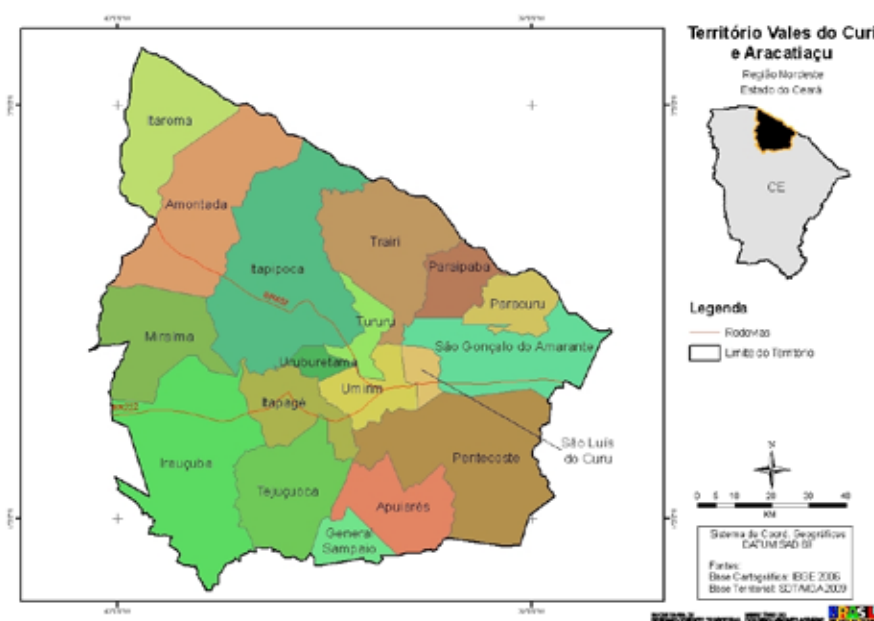 Território Vales do Curu
e Aracatiaçu
Região Nordeste
Estado do Ceará
CE
Itarema
Amontada
Itapipoca
Trairi
Paraipaba
Paracuru
Miraíma
Tururu
São Gonçalo do Amarante
Uruburetama
Umirim
Itapagé
São Luís
do Curu
Irauçuba
Pentecoste
Tejuçuoca
Apuiarés
General
Sampaio
BR222
Legenda
Rodovias
Limite do Território
N
0 5 10 20 30 40
KM
Sistema de Coord. Geográficas
DATUM SAD 69
Fontes:
Base Cartográfica: IBGE 2006
Base Territorial: SDT/MDA 2009
BRASIL